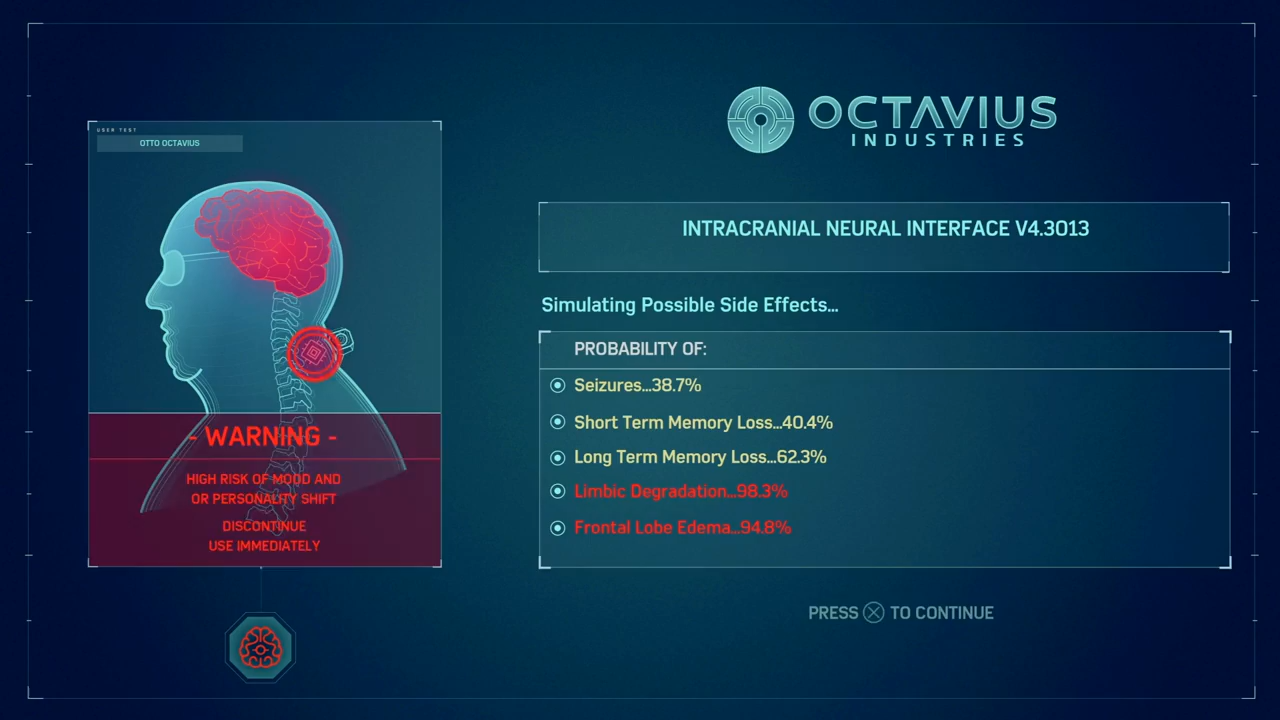 USER TEST
OTTO OCTAVIUS
- WARNING -
HIGH RISK OF MOOD AND
OR PERSONALITY SHIFT
DISCONTINUE
USE IMMEDIATELY
OCTAVIUS
INDUSTRIES
INTRACRANIAL NEURAL INTERFACE V4.3013
Simulating Possible Side Effects...
PROBABILITY OF:
Seizures...38.7%
Short Term Memory Loss...40.4%
Long Term Memory Loss...62.3%
Limbic Degradation...98.3%
Frontal Lobe Edema...94.8%
PRESS ⓧ TO CONTINUE